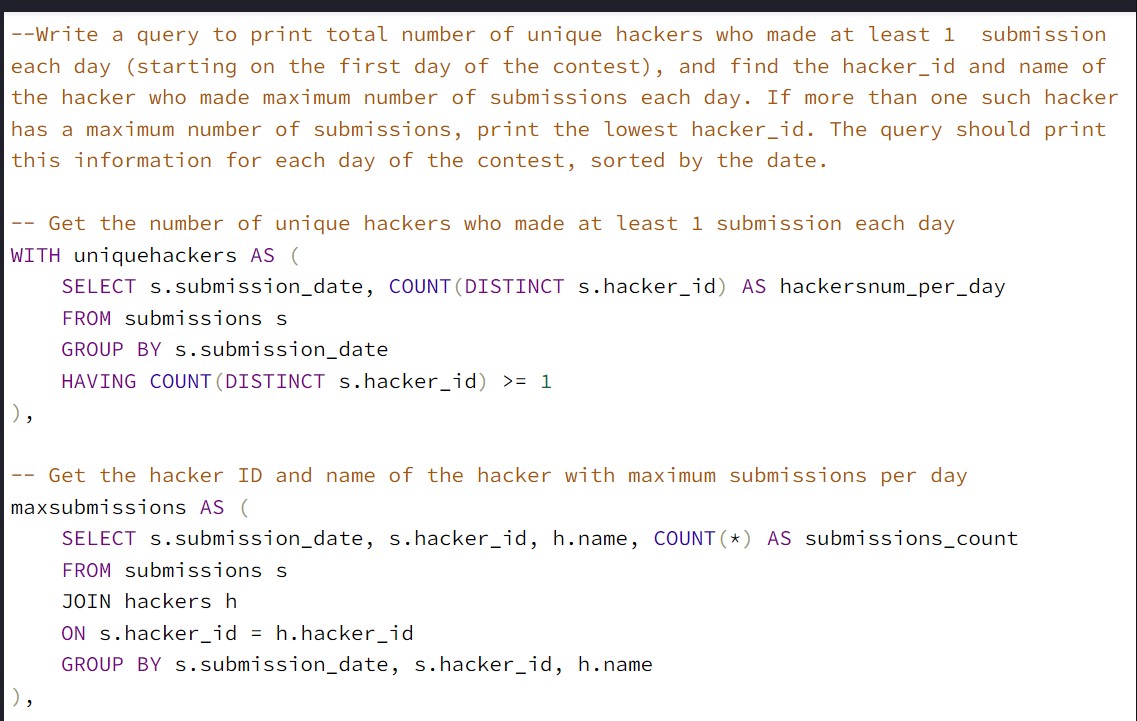 --Write a query to print total number of unique hackers who made at least 1  submission
each day (starting on the first day of the contest), and find the hacker_id and name of
the hacker who made maximum number of submissions each day. If more than one such hacker
has a maximum number of submissions, print the lowest hacker_id. The query should print
this information for each day of the contest, sorted by the date.

-- Get the number of unique hackers who made at least 1 submission each day
WITH uniquehackers AS (
    SELECT s.submission_date, COUNT(DISTINCT s.hacker_id) AS hackersnum_per_day
    FROM submissions s
    GROUP BY s.submission_date
    HAVING COUNT(DISTINCT s.hacker_id) >= 1
),

-- Get the hacker ID and name of the hacker with maximum submissions per day
maxsubmissions AS (
    SELECT s.submission_date, s.hacker_id, h.name, COUNT(*) AS submissions_count
    FROM submissions s
    JOIN hackers h
    ON s.hacker_id = h.hacker_id
    GROUP BY s.submission_date, s.hacker_id, h.name
),